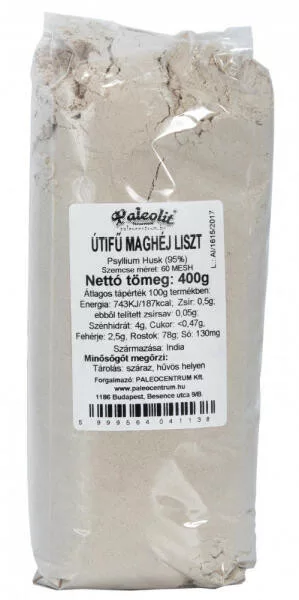 Paleolit
paleocentrum.hu
ÚTIFŰ MAGHÉJ LISZT
Psyllium Husk (95%)
Szemcse méret: 60 MESH
Nettó tömeg: 400g
Átlagos tápérték 100g termékben:
Energia: 743KJ/187kcal; Zsír: 0,5g;
ebből telített zsírsav: 0,05g;
Szénhidrát: 4g, Cukor: <0,47g,
Fehérje: 2,5g, Rostok: 78g; Só: 130mg
Származása: India
Minőségőt megőrzi:
Tárolás: száraz, hűvös helyen
Forgalmazó: PALEOCENTRUM Kft.
www.paleocentrum.hu
1186 Budapest, Besence utca 9/B.
5 999564 041138
L.: AI/1615/2017